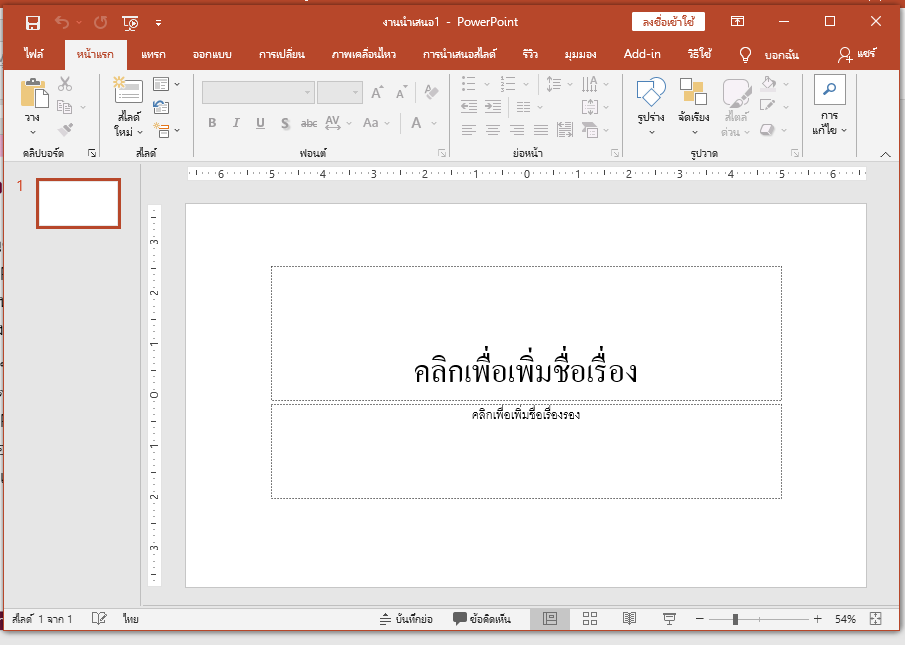 งานนำเสนอ1 - PowerPoint
ลงชื่อเข้าใช้
ไฟล์ หน้าแรก แทรก ออกแบบ การเปลี่ยน ภาพเคลื่อนไหว การนำเสนอสไลด์ รีวิว มุมมอง Add-in วิธีใช้ บอกฉัน แชร์
วาง
สไลด์
ใหม่
B I U S abc AV Aa A
รูปร่าง
จัดเรียง
สไตล์
ด่วน
การ
แก้ไข
คลิปบอร์ด สไลด์ ฟอนต์ ย่อหน้า รูปวาด
6 5 4 3 2 1 0 1 2 3 4 5 6
1
3
2
1
0
1
2
3
คลิกเพื่อเพิ่มชื่อเรื่อง
คลิกเพื่อเพิ่มชื่อเรื่องรอง
สไลด์ 1 จาก 1 ไทย บันทึกย่อ ข้อคิดเห็น 54%